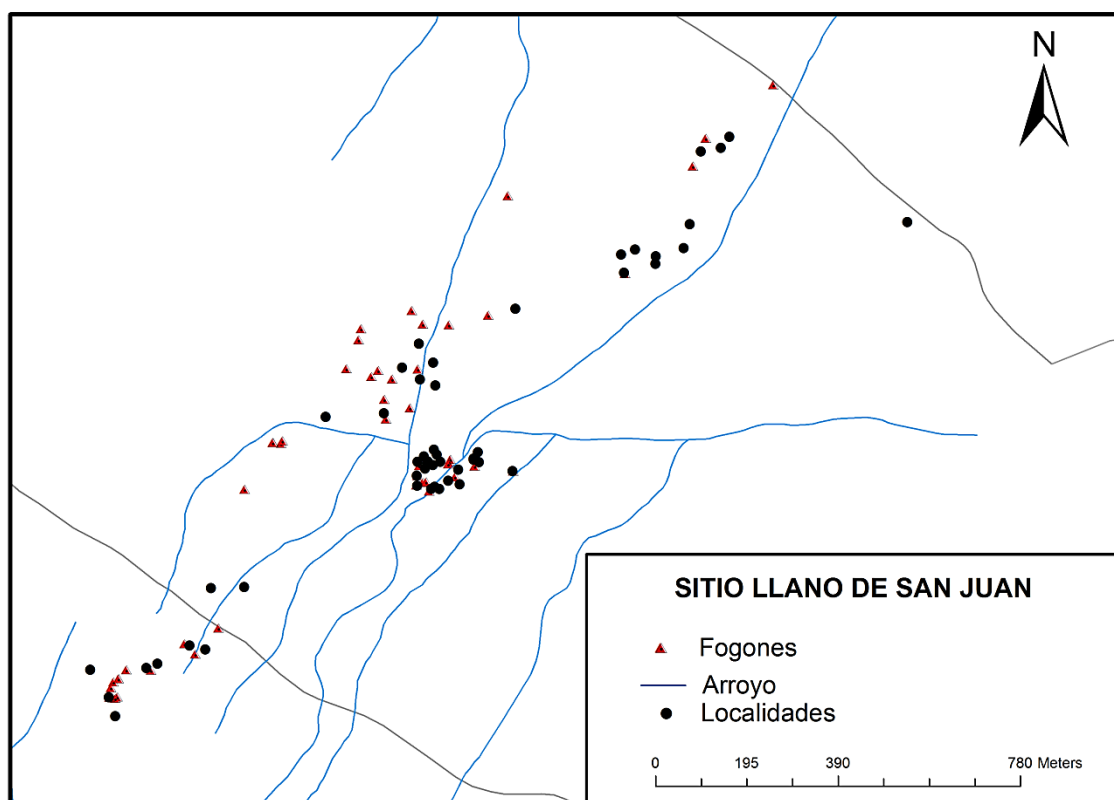 N
SITIO LLANO DE SAN JUAN
Fogones
Arroyo
Localidades
0 195 390 780 Meters